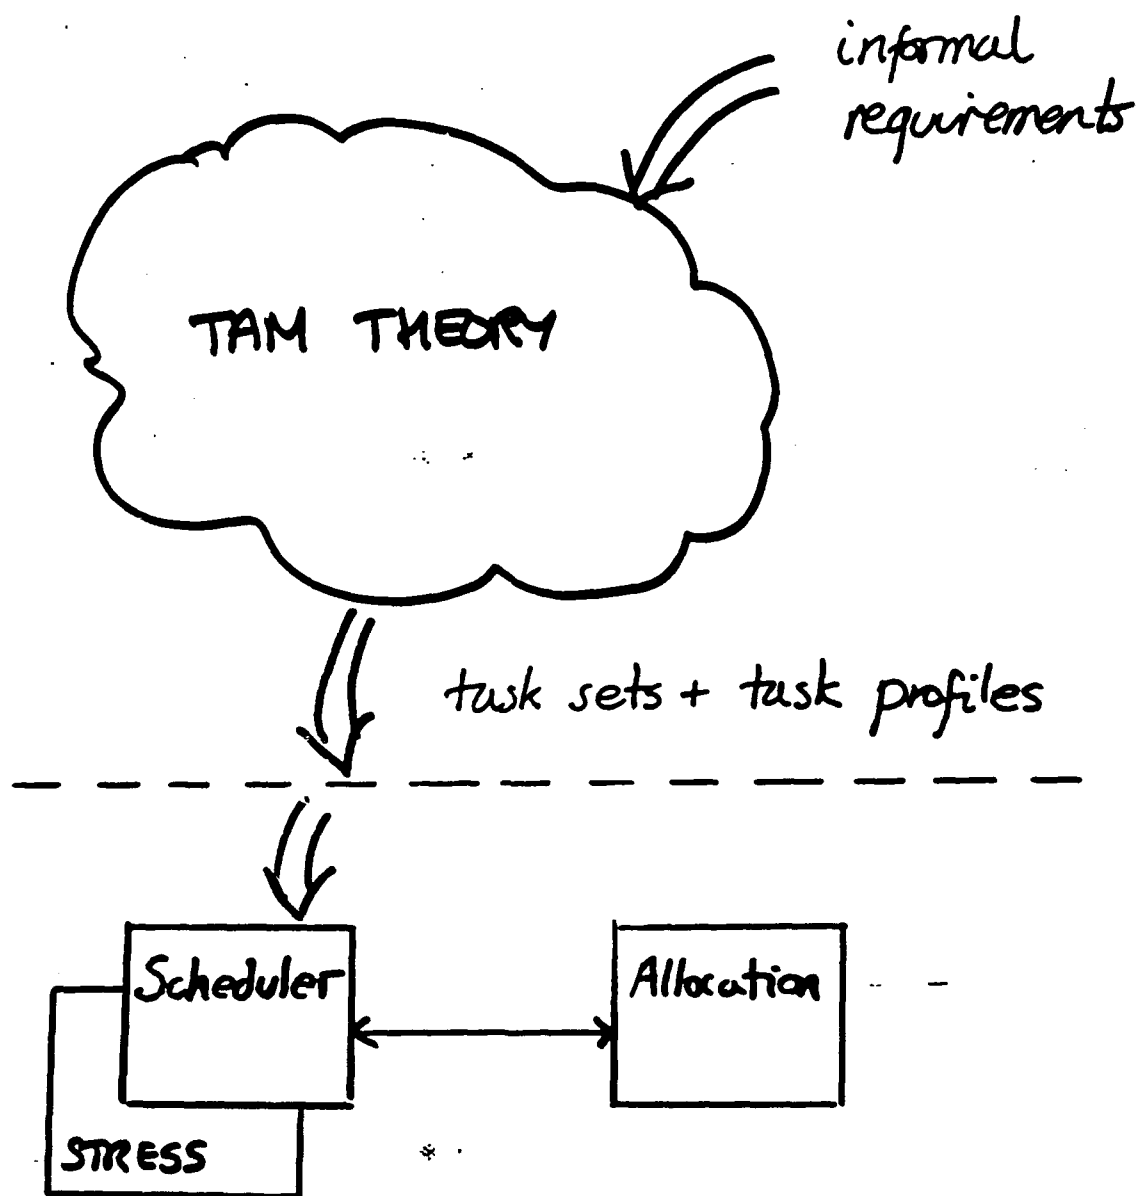 informal
requirements
TAM THEORY
task sets + task profiles
Scheduler
Allocation
STRESS